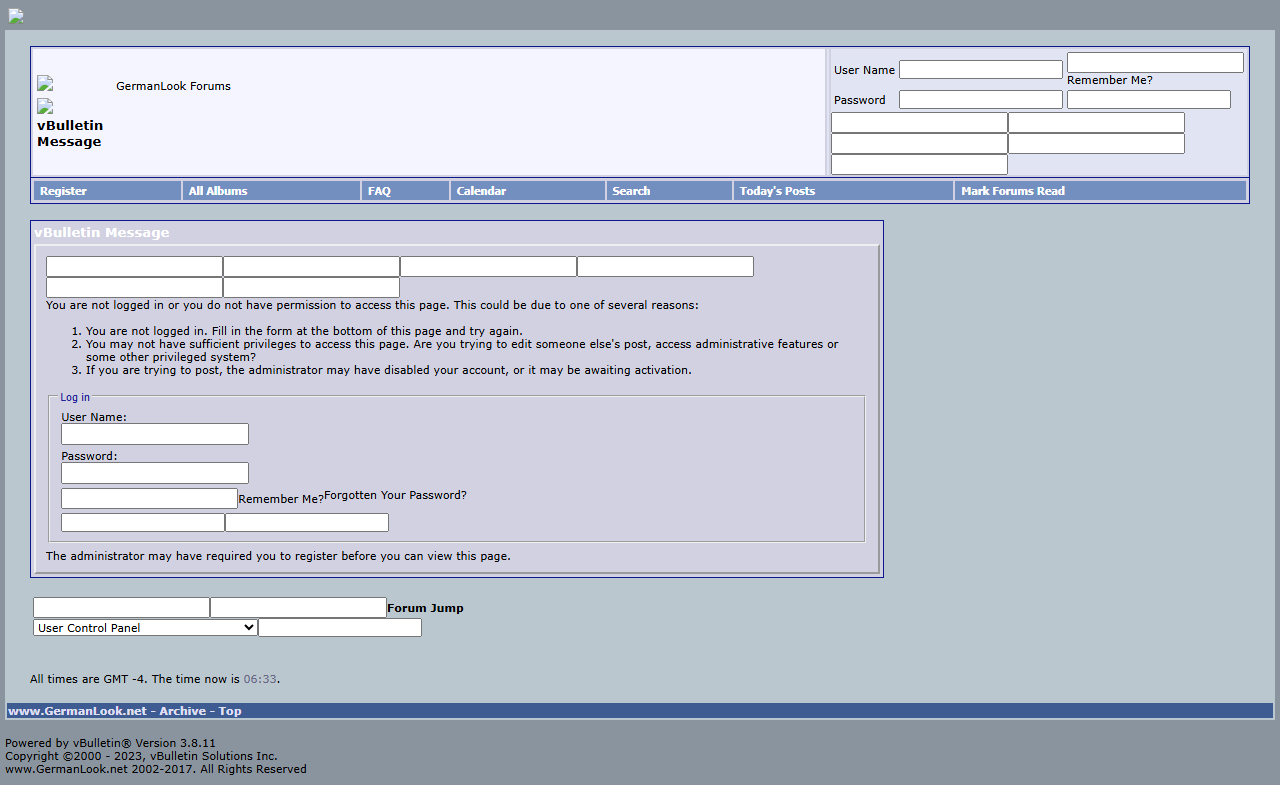 GermanLook Forums
vBulletin
Message
User Name
Remember Me?
Password
Register
All Albums
FAQ
Calendar
Search
Today's Posts
Mark Forums Read
vBulletin Message
You are not logged in or you do not have permission to access this page. This could be due to one of several reasons:
1. You are not logged in. Fill in the form at the bottom of this page and try again.
2. You may not have sufficient privileges to access this page. Are you trying to edit someone else's post, access administrative features or
some other privileged system?
3. If you are trying to post, the administrator may have disabled your account, or it may be awaiting activation.
Log in
User Name:
Password:
Remember Me?Forgotten Your Password?
The administrator may have required you to register before you can view this page.
Forum Jump
User Control Panel
All times are GMT -4. The time now is 06:33.
www.GermanLook.net - Archive - Top
Powered by vBulletin® Version 3.8.11
Copyright ©2000 - 2023, vBulletin Solutions Inc.
www.GermanLook.net 2002-2017. All Rights Reserved